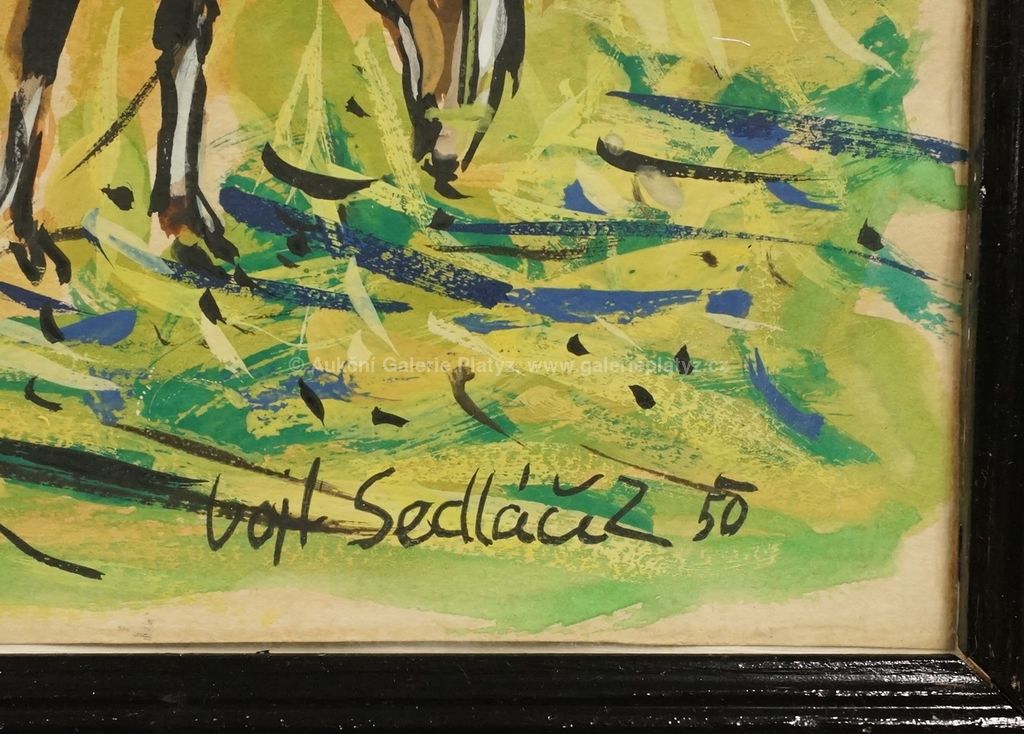 © Aukční Galerie Platýz, www.galerieplatyz.cz
Vojt Sedláček 50